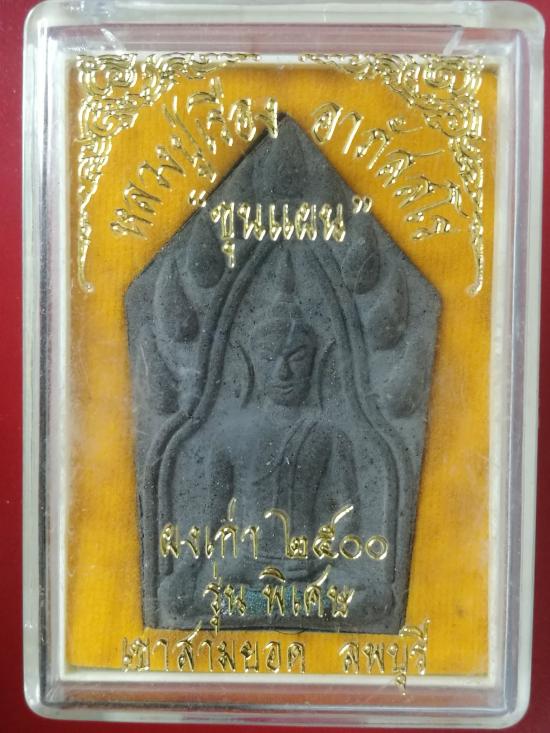 หลวงปู่เรือง อาภัสสโร
“ขุนแผน”
ผงเก่า ๒๕๐๐
รุ่น พิเศษ
เขาสามยอด ลพบุรี